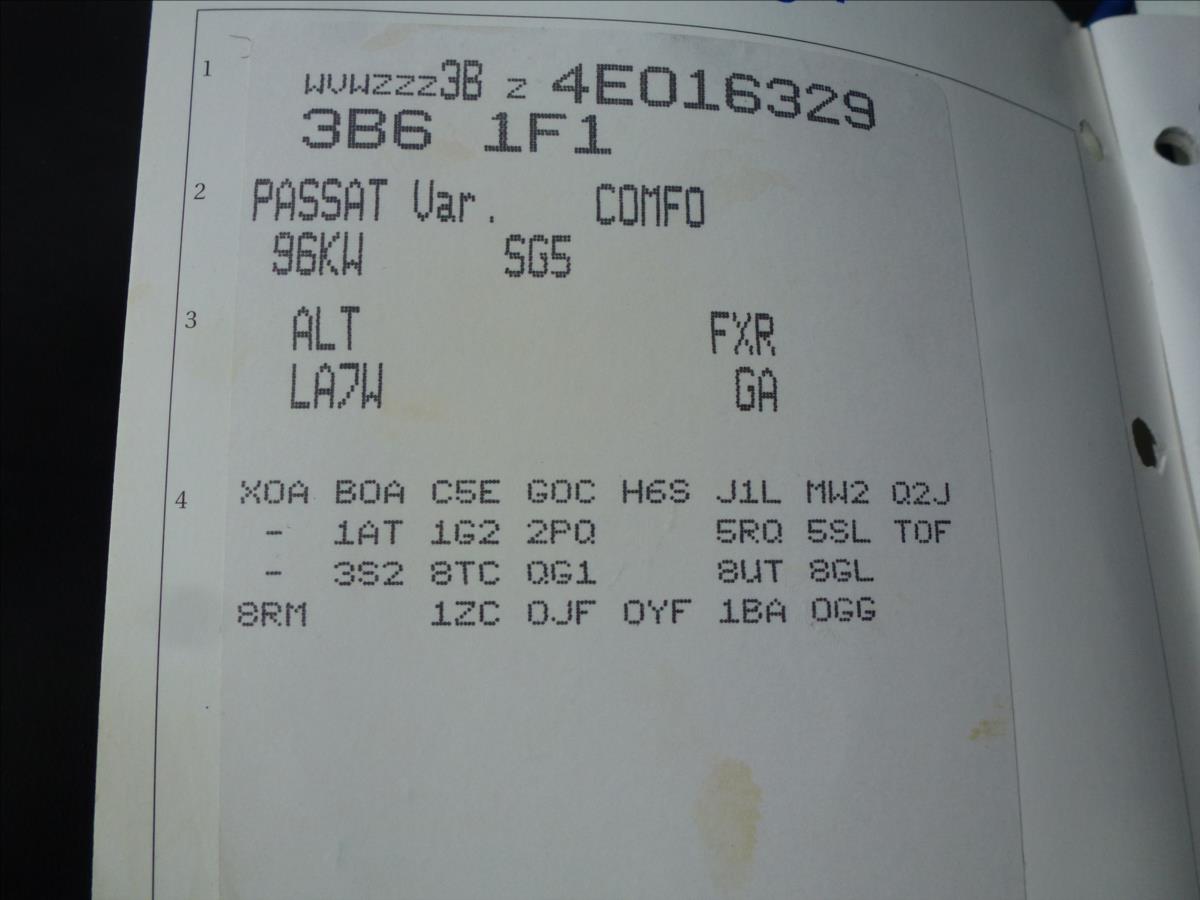 1 WVWZZZ3B Z 4E016329
3B6 1F1
2 PASSAT Var. COMFO
96KW SG5
3 ALT FXR
LA7W GA
4 X0A B0A C5E G0C H6S J1L MW2 Q2J
- 1AT 1G2 2PQ 5RQ 5SL T0F
- 3S2 8TC QG1 8UT 8GL
8RM 1ZC 0JF 0YF 1BA 0GG